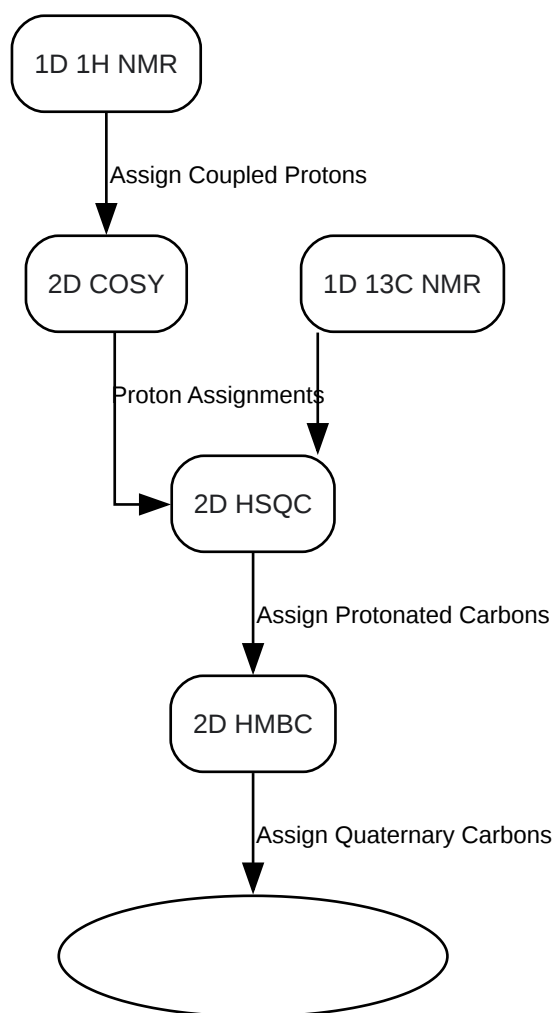 1D 1H NMR
Assign Coupled Protons
2D COSY
1D 13C NMR
Proton Assignments
2D HSQC
Assign Protonated Carbons
2D HMBC
Assign Quaternary Carbons